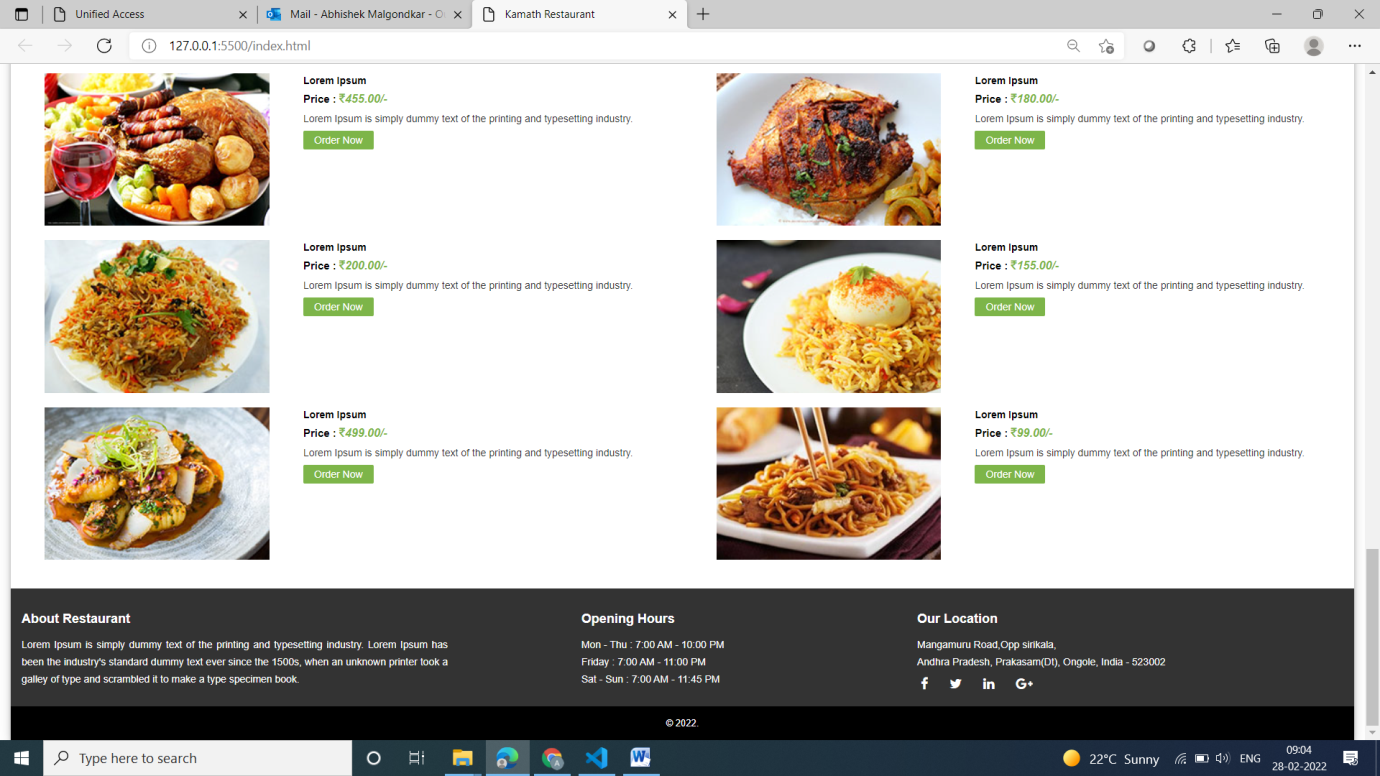 Unified Access
Mail - Abhishek Malgondkar - O
Kamath Restaurant
127.0.0.1:5500/index.html
Lorem Ipsum
Price : ₹455.00/-
Lorem Ipsum is simply dummy text of the printing and typesetting industry.
Order Now
Lorem Ipsum
Price : ₹180.00/-
Lorem Ipsum is simply dummy text of the printing and typesetting industry.
Order Now
Lorem Ipsum
Price : ₹200.00/-
Lorem Ipsum is simply dummy text of the printing and typesetting industry.
Order Now
Lorem Ipsum
Price : ₹155.00/-
Lorem Ipsum is simply dummy text of the printing and typesetting industry.
Order Now
Lorem Ipsum
Price : ₹499.00/-
Lorem Ipsum is simply dummy text of the printing and typesetting industry.
Order Now
Lorem Ipsum
Price : ₹99.00/-
Lorem Ipsum is simply dummy text of the printing and typesetting industry.
Order Now
About Restaurant
Lorem Ipsum is simply dummy text of the printing and typesetting industry. Lorem Ipsum has
been the industry's standard dummy text ever since the 1500s, when an unknown printer took a
galley of type and scrambled it to make a type specimen book.
Opening Hours
Mon - Thu : 7:00 AM - 10:00 PM
Friday : 7:00 AM - 11:00 PM
Sat - Sun : 7:00 AM - 11:45 PM
Our Location
Mangamuru Road,Opp sirikala,
Andhra Pradesh, Prakasam(Dt), Ongole, India - 523002
© 2022.
Type here to search
22°C Sunny
ENG
09:04
28-02-2022